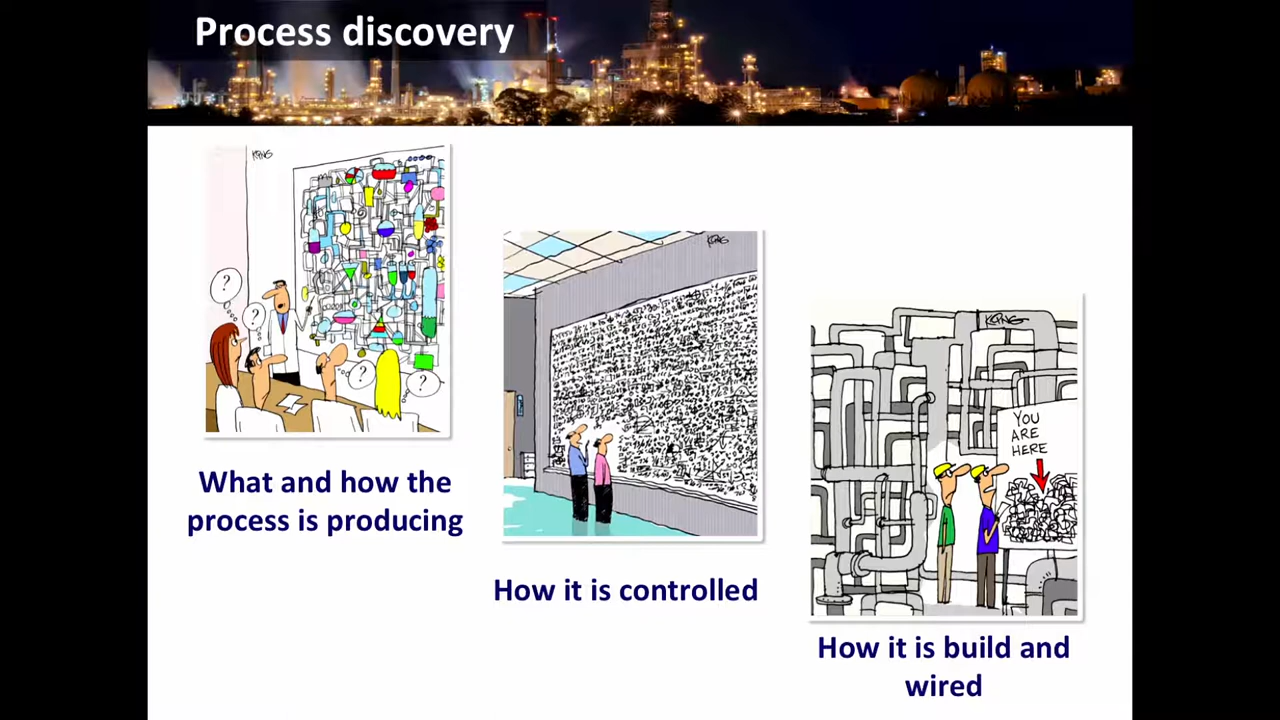 Process discovery
?
?
?
?
What and how the
process is producing
How it is controlled
YOU
ARE
HERE
How it is build and
wired